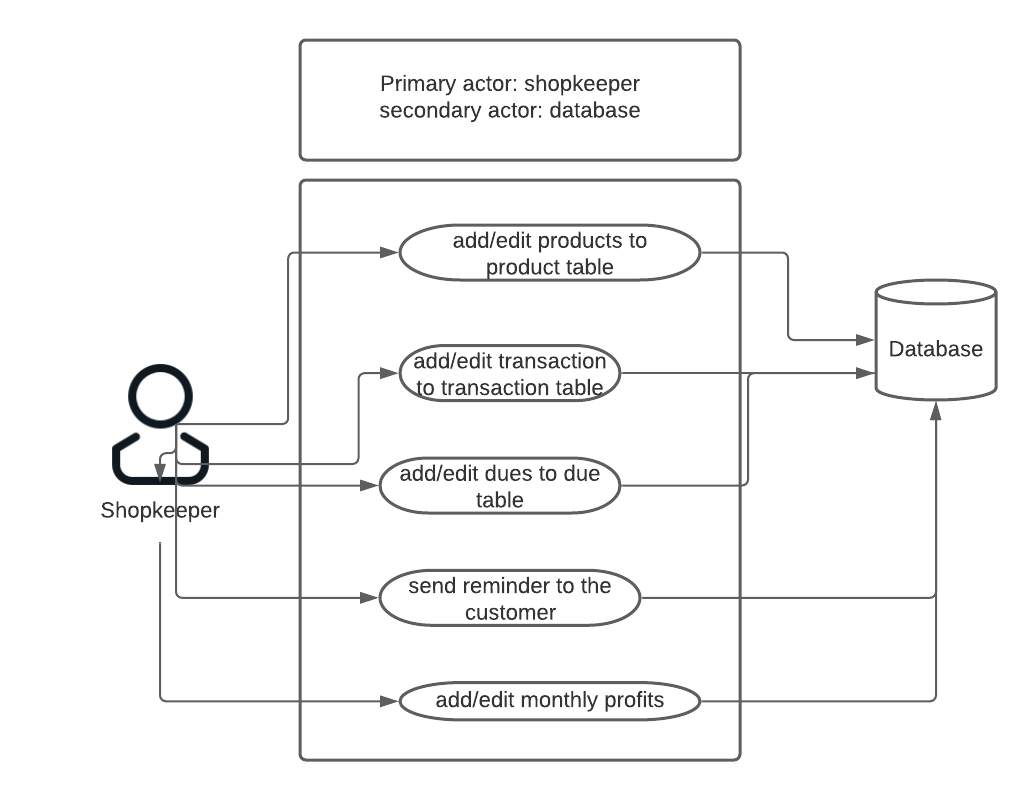 Primary actor: shopkeeper
secondary actor: database
add/edit products to
product table
Database
add/edit transaction
to transaction table
add/edit dues to due
table
Shopkeeper
send reminder to the
customer
add/edit monthly profits